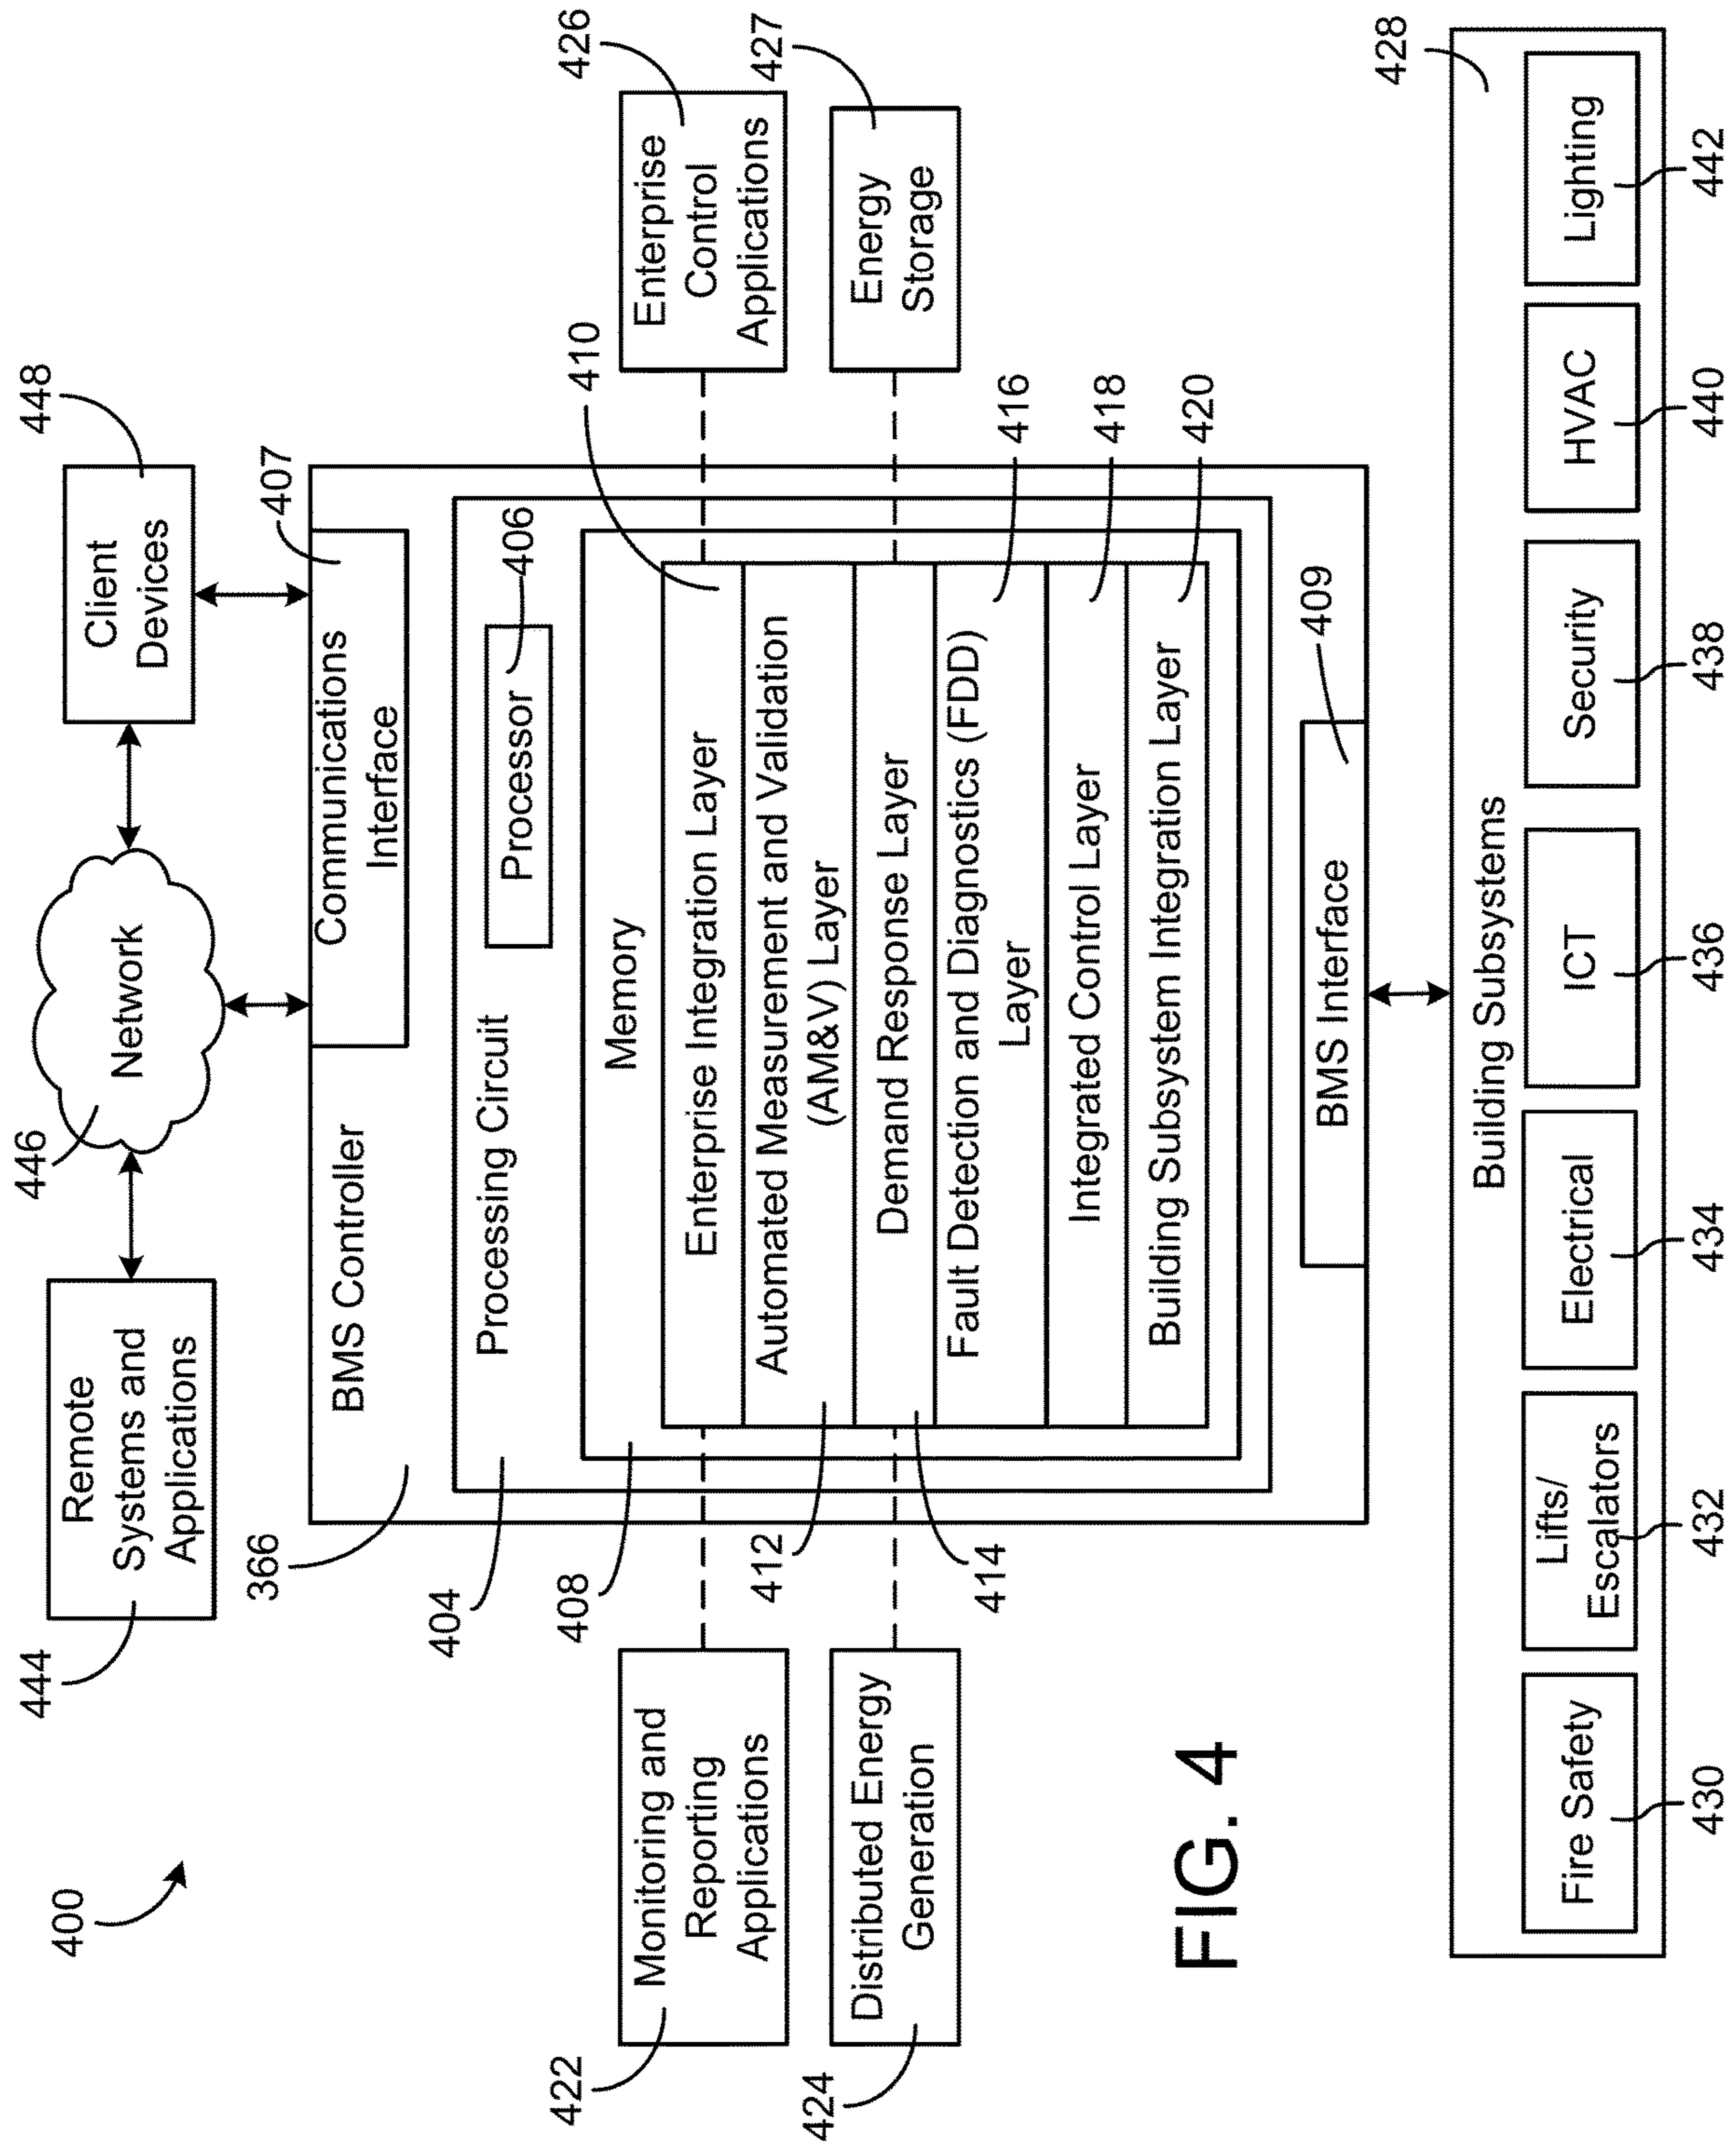 400
444
Remote
Systems and
Applications
446
Network
Client
Devices
448
366
BMS Controller
Communications
Interface
407
404
Processing Circuit
Processor
406
408
Memory
410
Enterprise Integration Layer
Automated Measurement and Validation
(AM&V) Layer
412
Demand Response Layer
414
Fault Detection and Diagnostics (FDD)
Layer
416
Integrated Control Layer
418
Building Subsystem Integration Layer
420
422
Monitoring and
Reporting
Applications
424
Distributed Energy
Generation
Enterprise
Control
Applications
426
Energy
Storage
427
BMS Interface
409
FIG. 4
Building Subsystems
428
Fire Safety
Lifts/
Escalators
Electrical
ICT
Security
HVAC
Lighting
430
432
434
436
438
440
442